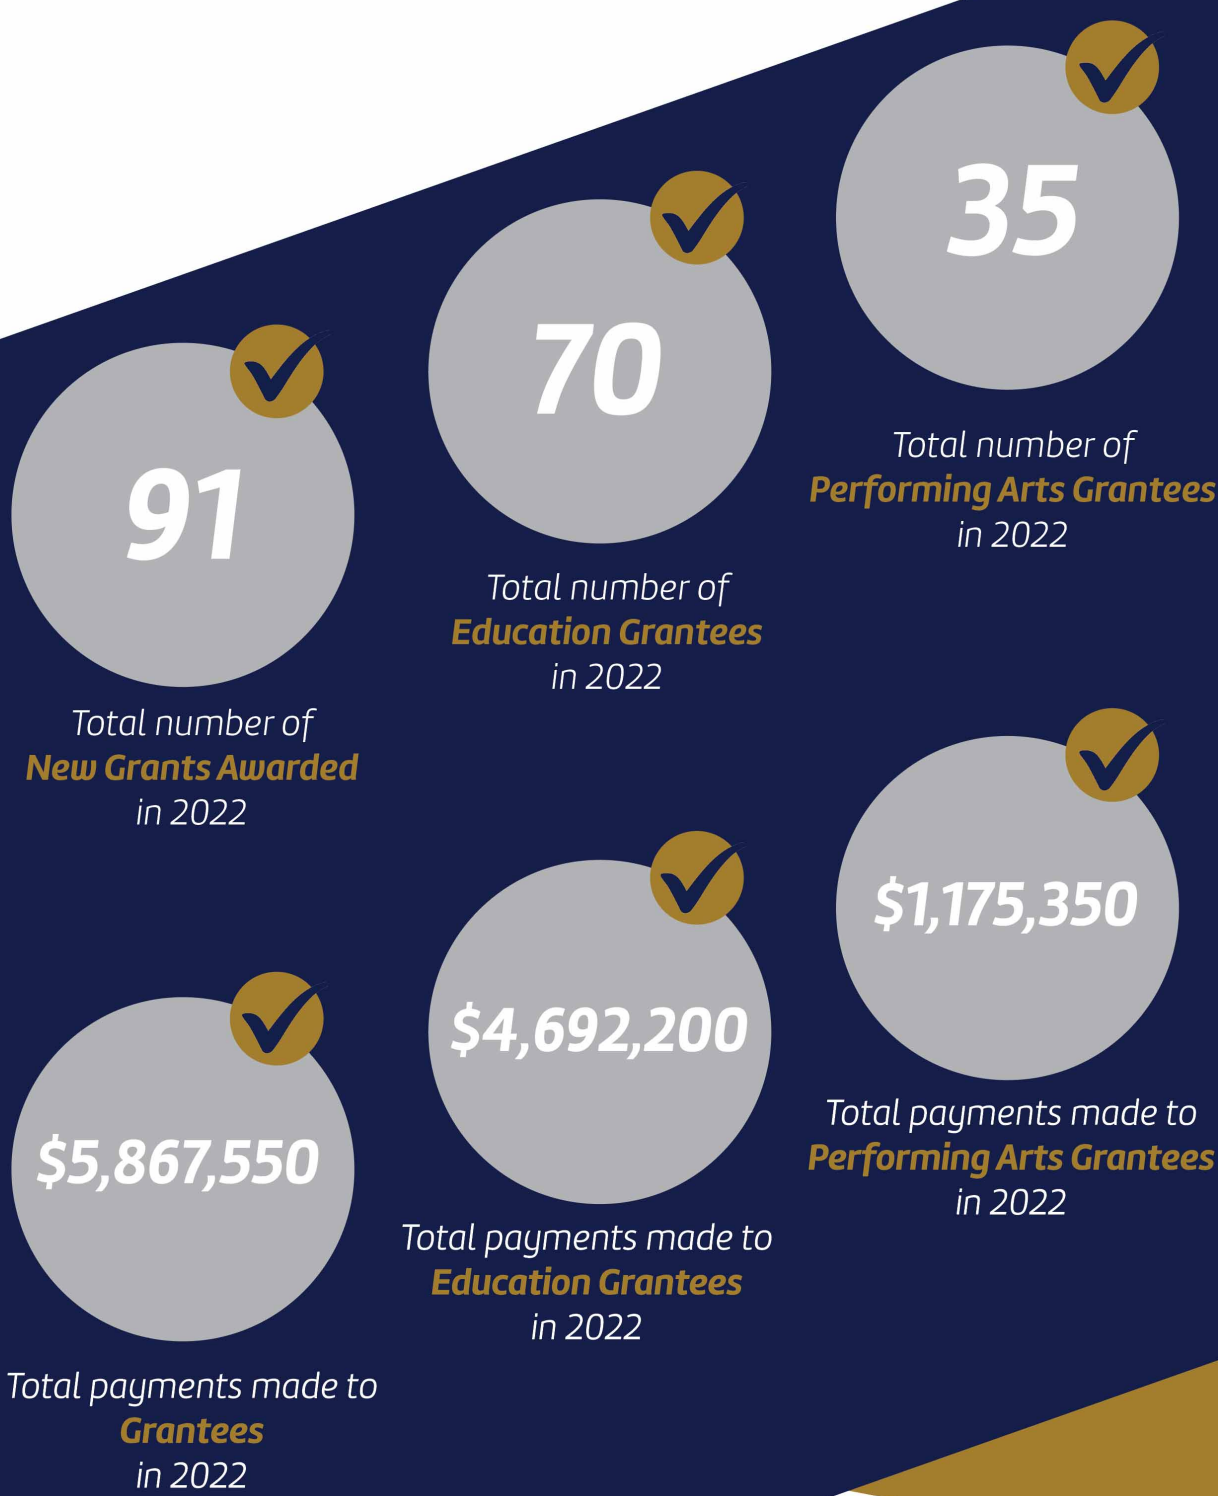 91
Total number of
New Grants Awarded
in 2022
70
Total number of
Education Grantees
in 2022
35
Total number of
Performing Arts Grantees
in 2022
$5,867,550
Total payments made to
Grantees
in 2022
$4,692,200
Total payments made to
Education Grantees
in 2022
$1,175,350
Total payments made to
Performing Arts Grantees
in 2022